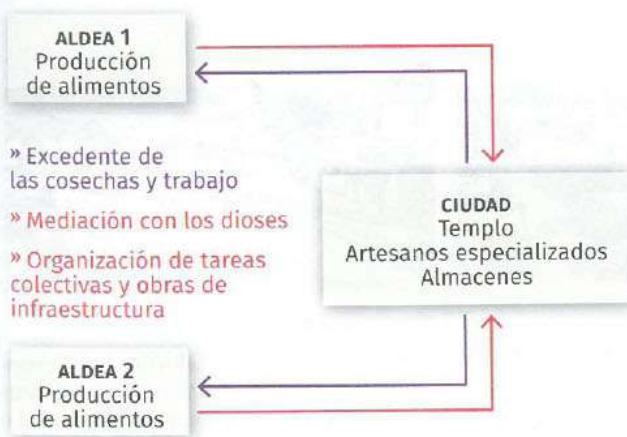 ALDEA 1
Producción
de alimentos
» Excedente de
las cosechas y trabajo
» Mediación con los dioses
» Organización de tareas
colectivas y obras de
infraestructura
CIUDAD
Templo
Artesanos especializados
Almacenes
ALDEA 2
Producción
de alimentos